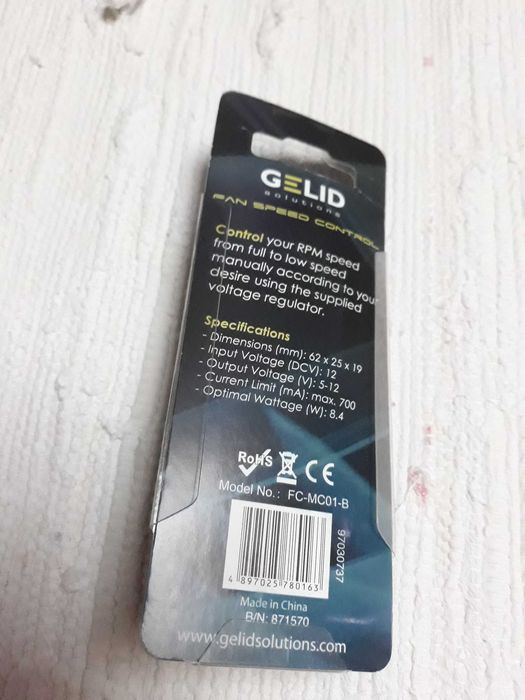 GELID
solutions
FAN SPEED CONTROL
Control your RPM speed
from full to low speed
manually according to your
desire using the supplied
voltage regulator.
Specifications
- Dimensions (mm): 62 x 25 x 19
- Input Voltage (DCV): 12
- Output Voltage (V): 5-12
- Current Limit (mA): max. 700
- Optimal Wattage (W): 8.4
RoHS CE
Model No.: FC-MC01-B
97030737
4 897025 780163
Made in China
B/N: 871570
www.gelidsolutions.com